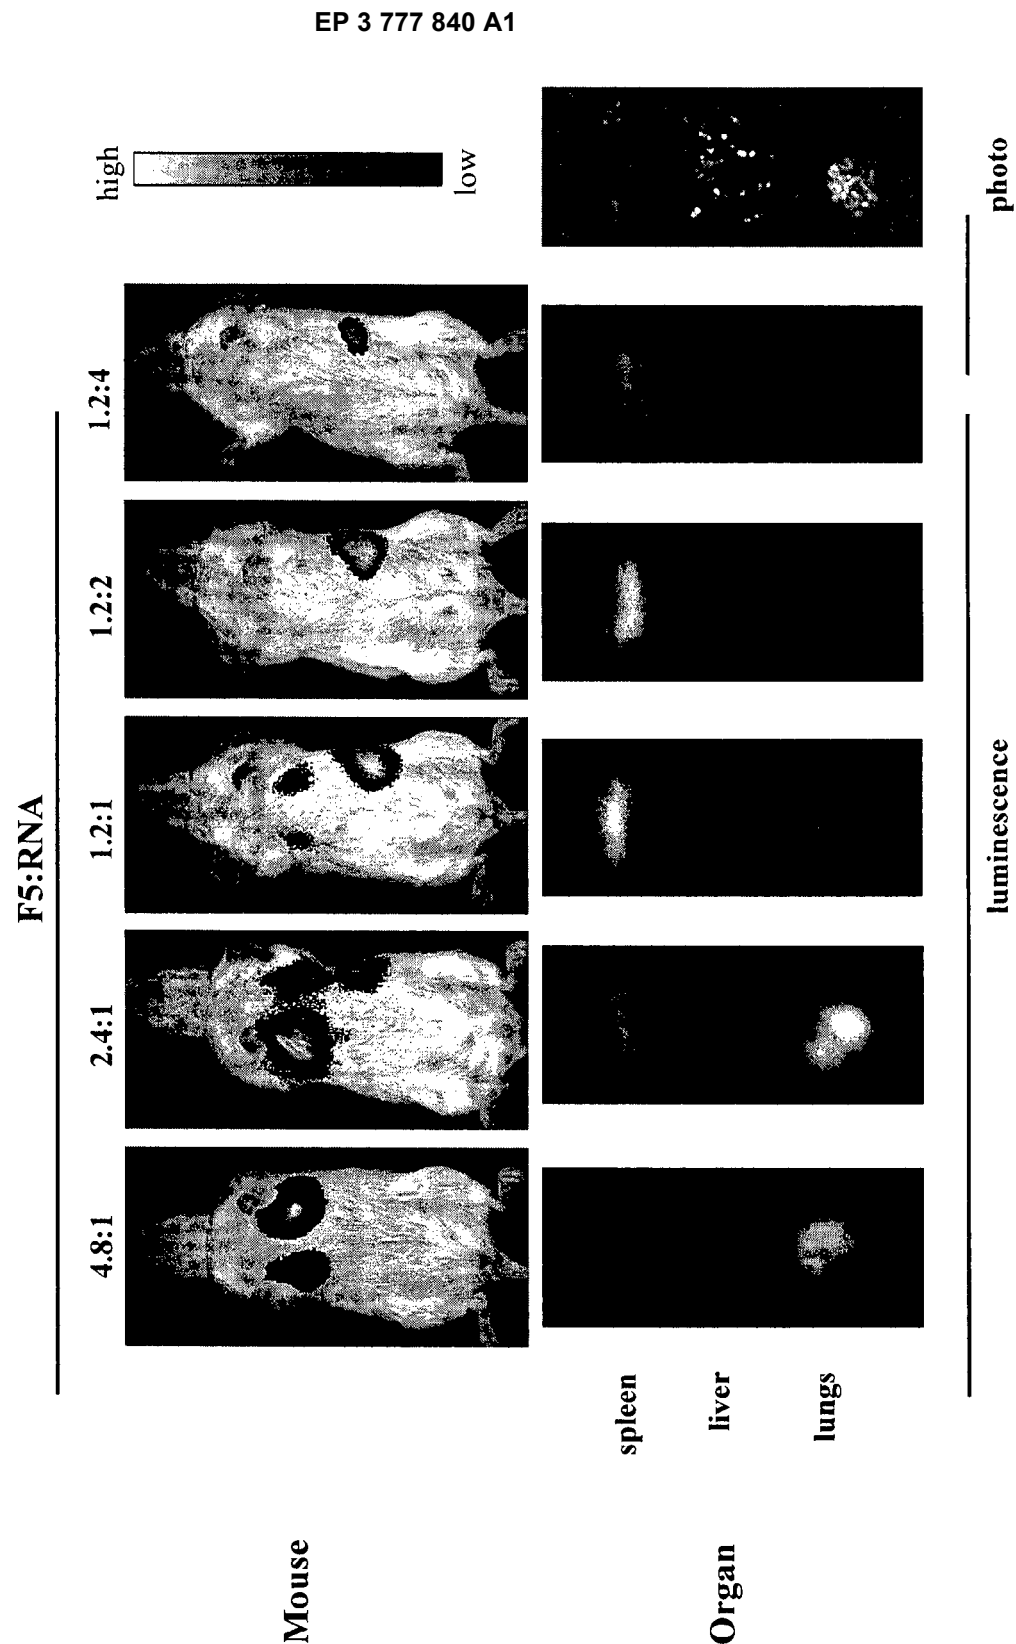 EP 3 777 840 A1
F5:RNA
4.8:1
2.4:1
1.2:1
1.2:2
1.2:4
high
low
Mouse
Organ
spleen
liver
lungs
luminescence
photo